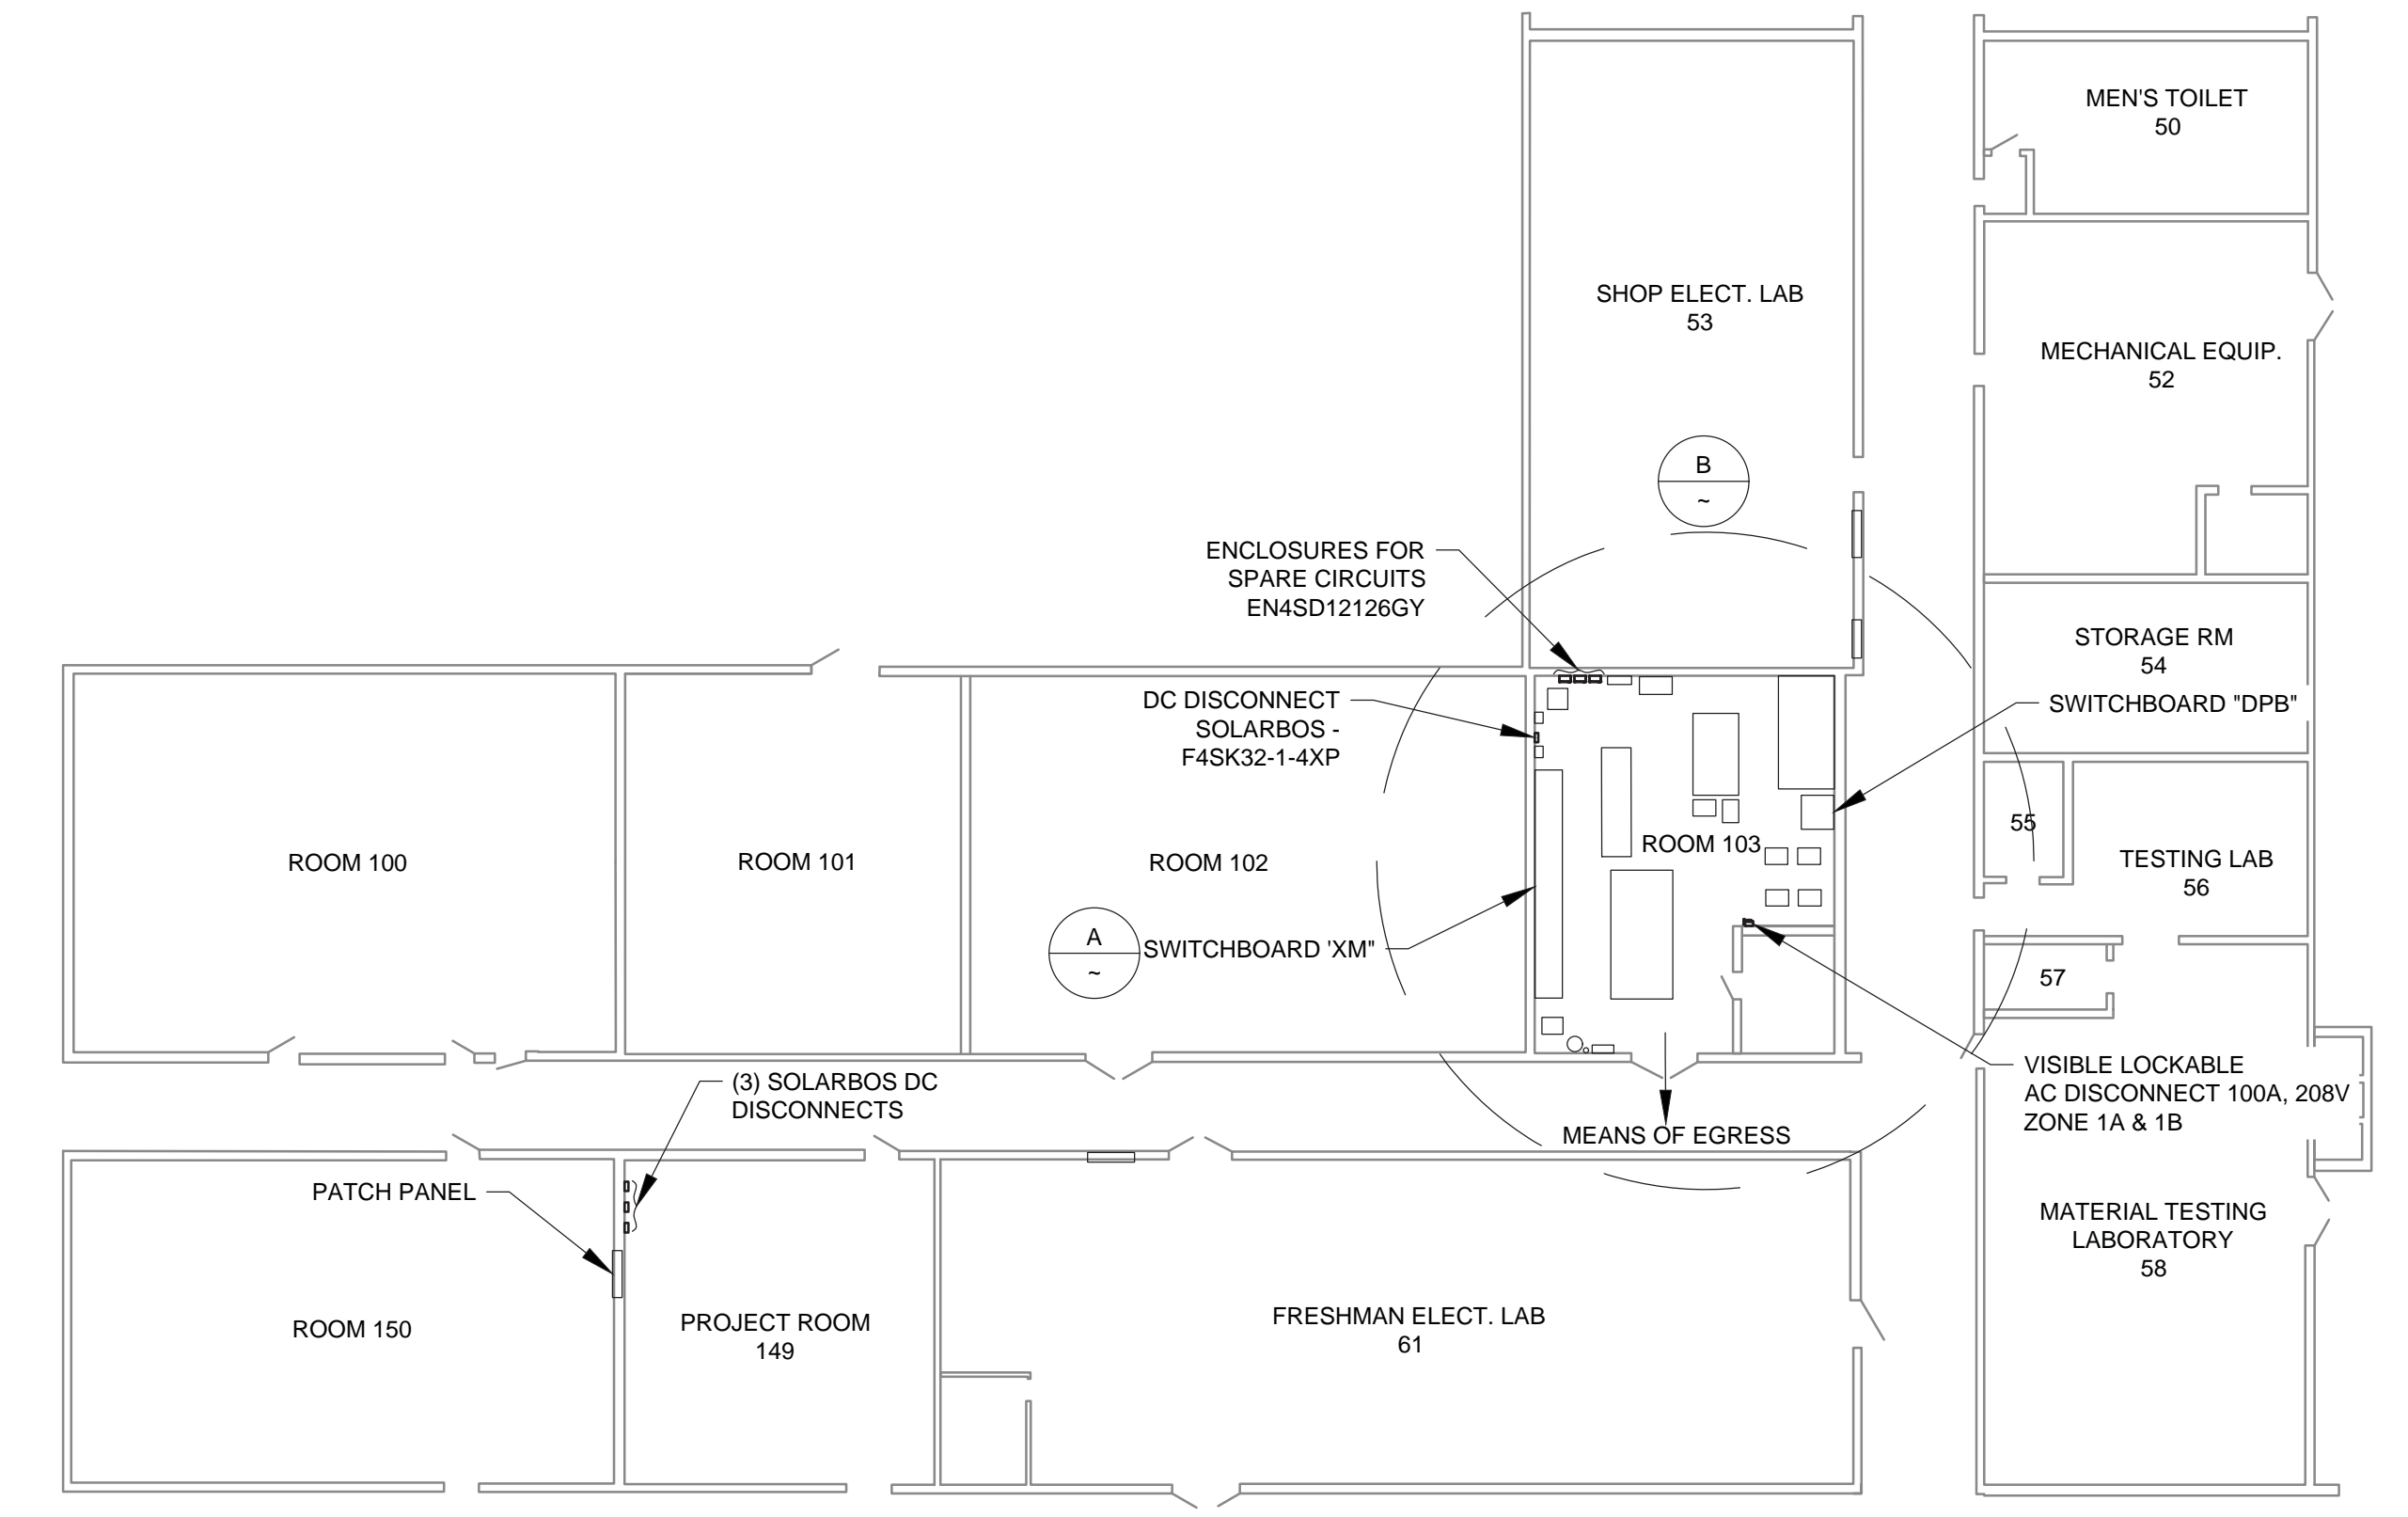 MEN'S TOILET
50
SHOP ELECT. LAB
53
MECHANICAL EQUIP.
52
B
~
ENCLOSURES FOR
SPARE CIRCUITS
EN4SD12126GY
STORAGE RM
54
DC DISCONNECT
SOLARBOS -
F4SK32-1-4XP
SWITCHBOARD "DPB"
ROOM 100
ROOM 101
ROOM 102
ROOM 103
55
TESTING LAB
56
A
~
SWITCHBOARD 'XM"
57
(3) SOLARBOS DC
DISCONNECTS
VISIBLE LOCKABLE
AC DISCONNECT 100A, 208V
ZONE 1A & 1B
MEANS OF EGRESS
PATCH PANEL
MATERIAL TESTING
LABORATORY
58
ROOM 150
PROJECT ROOM
149
FRESHMAN ELECT. LAB
61